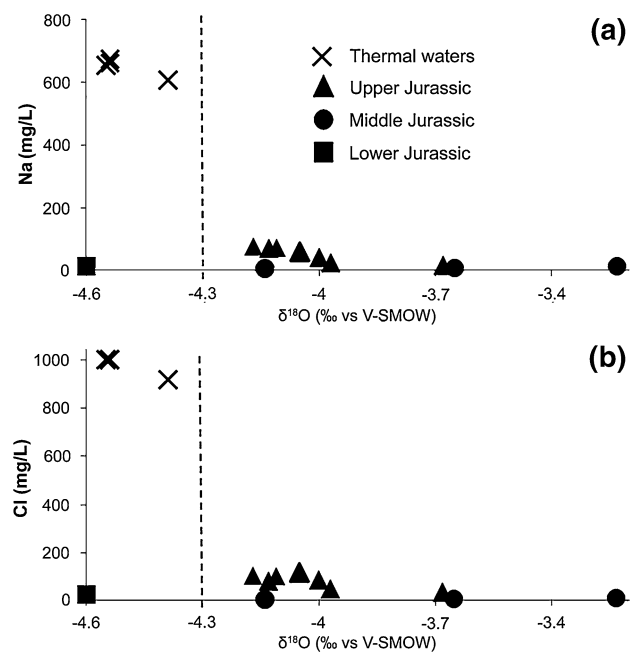 800
(a)
Thermal waters
600
Upper Jurassic
Middle Jurassic
400
Lower Jurassic
Na (mg/L)
200
0
-4.6 -4.3 -4 -3.7 -3.4
δ¹⁸O (‰ vs V-SMOW)
(b)
1000
800
600
Cl (mg/L)
400
200
0
-4.6 -4.3 -4 -3.7 -3.4
δ¹⁸O (‰ vs V-SMOW)